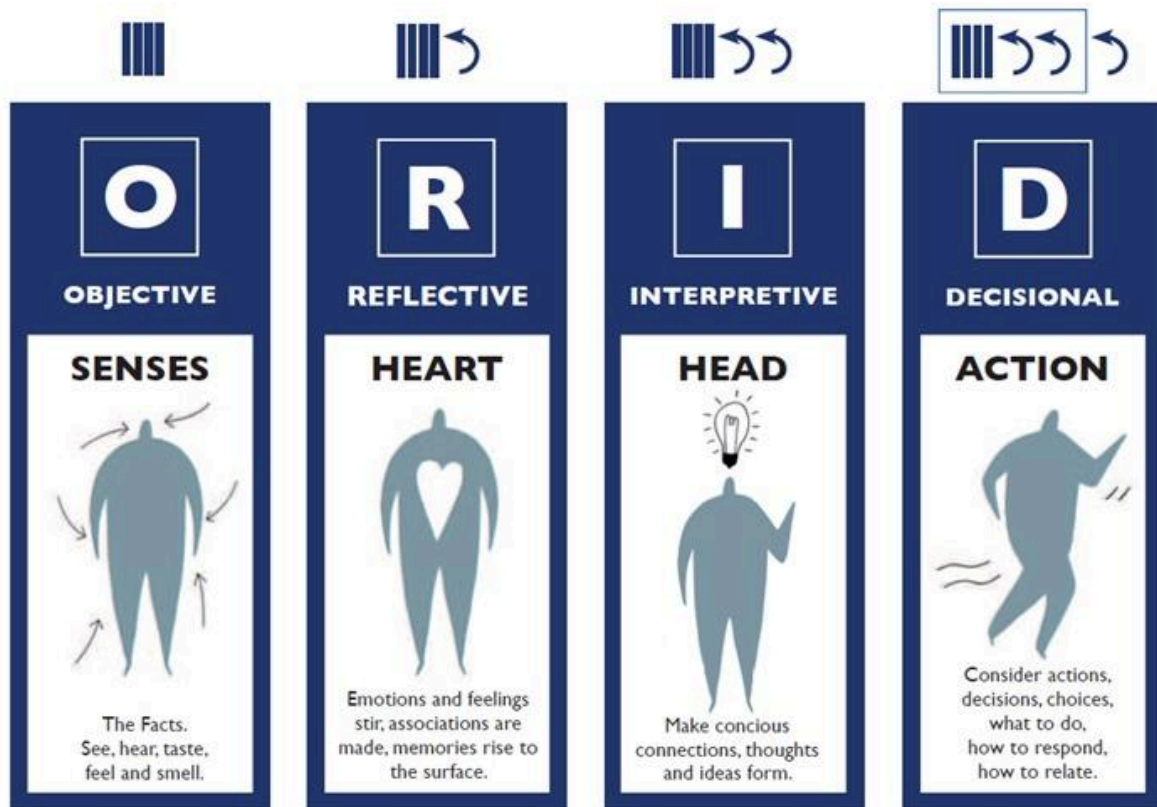 O
OBJECTIVE
SENSES
The Facts.
See, hear, taste,
feel and smell.
R
REFLECTIVE
HEART
Emotions and feelings
stir, associations are
made, memories rise to
the surface.
I
INTERPRETIVE
HEAD
Make concious
connections, thoughts
and ideas form.
D
DECISIONAL
ACTION
Consider actions,
decisions, choices,
what to do,
how to respond,
how to relate.